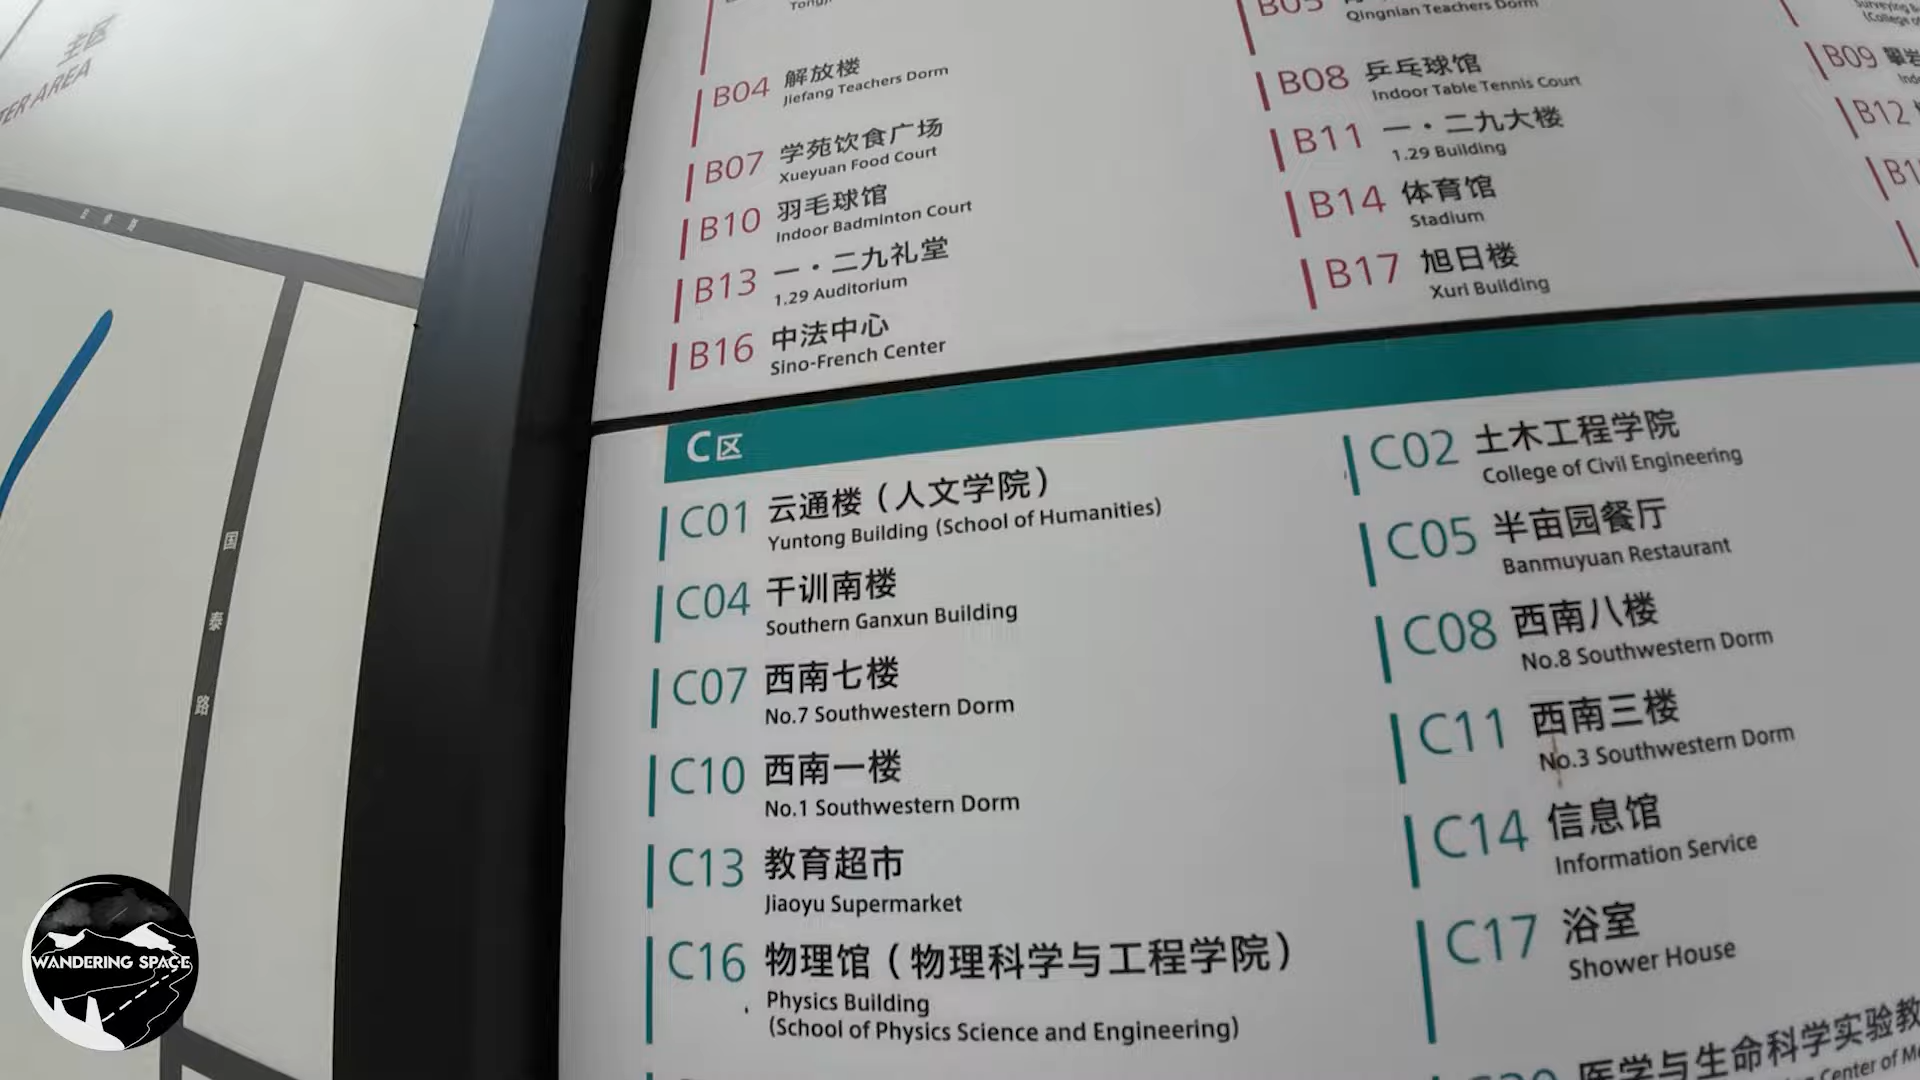 主区
TER AREA
国泰路
B04 解放楼
Jiefang Teachers Dorm
B07 学苑饮食广场
Xueyuan Food Court
B10 羽毛球馆
Indoor Badminton Court
B13 一·二九礼堂
1.29 Auditorium
B16 中法中心
Sino-French Center
B05
Qingnian Teachers Dorm
B08 乒乓球馆
Indoor Table Tennis Court
B11 一·二九大楼
1.29 Building
B14 体育馆
Stadium
B17 旭日楼
Xuri Building
B09
B12
C区
C01 云通楼（人文学院）
Yuntong Building (School of Humanities)
C04 干训南楼
Southern Ganxun Building
C07 西南七楼
No.7 Southwestern Dorm
C10 西南一楼
No.1 Southwestern Dorm
C13 教育超市
Jiaoyu Supermarket
C16 物理馆（物理科学与工程学院）
Physics Building
(School of Physics Science and Engineering)
C02 土木工程学院
College of Civil Engineering
C05 半亩园餐厅
Banmuyuan Restaurant
C08 西南八楼
No.8 Southwestern Dorm
C11 西南三楼
No.3 Southwestern Dorm
C14 信息馆
Information Service
C17 浴室
Shower House
医学与生命科学实验教
Center of M
WANDERING SPACE